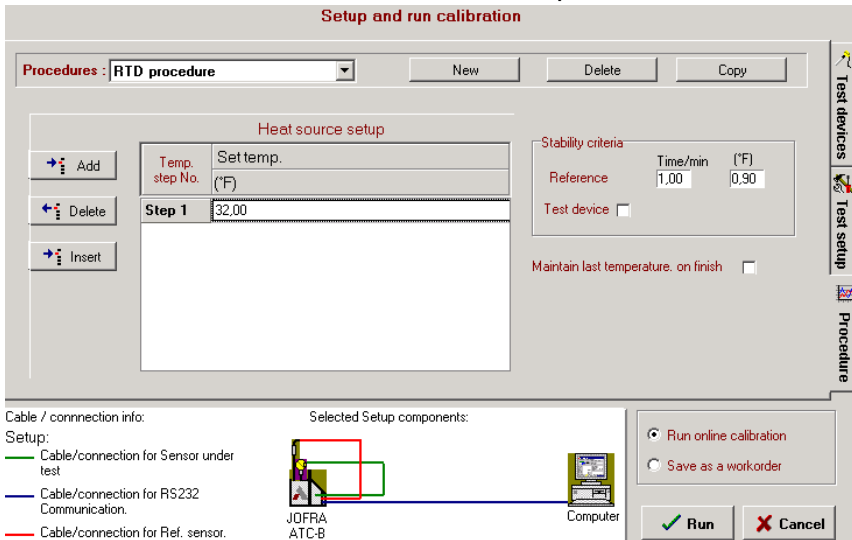 Setup and run calibration
Procedures : RTD procedure
New
Delete
Copy
Heat source setup
Add
Delete
Insert
Temp. step No.
Set temp.
(°F)
Step 1
32,00
Stability criteria
Time/min
(°F)
Reference
1,00
0,90
Test device
Maintain last temperature. on finish
Test devices
Test setup
Procedure
Cable / connnection info:
Setup:
Cable/connection for Sensor under
test
Cable/connection for RS232
Communication.
Cable/connection for Ref. sensor.
Selected Setup components:
JOFRA
ATC-B
Computer
Run online calibration
Save as a workorder
Run
Cancel